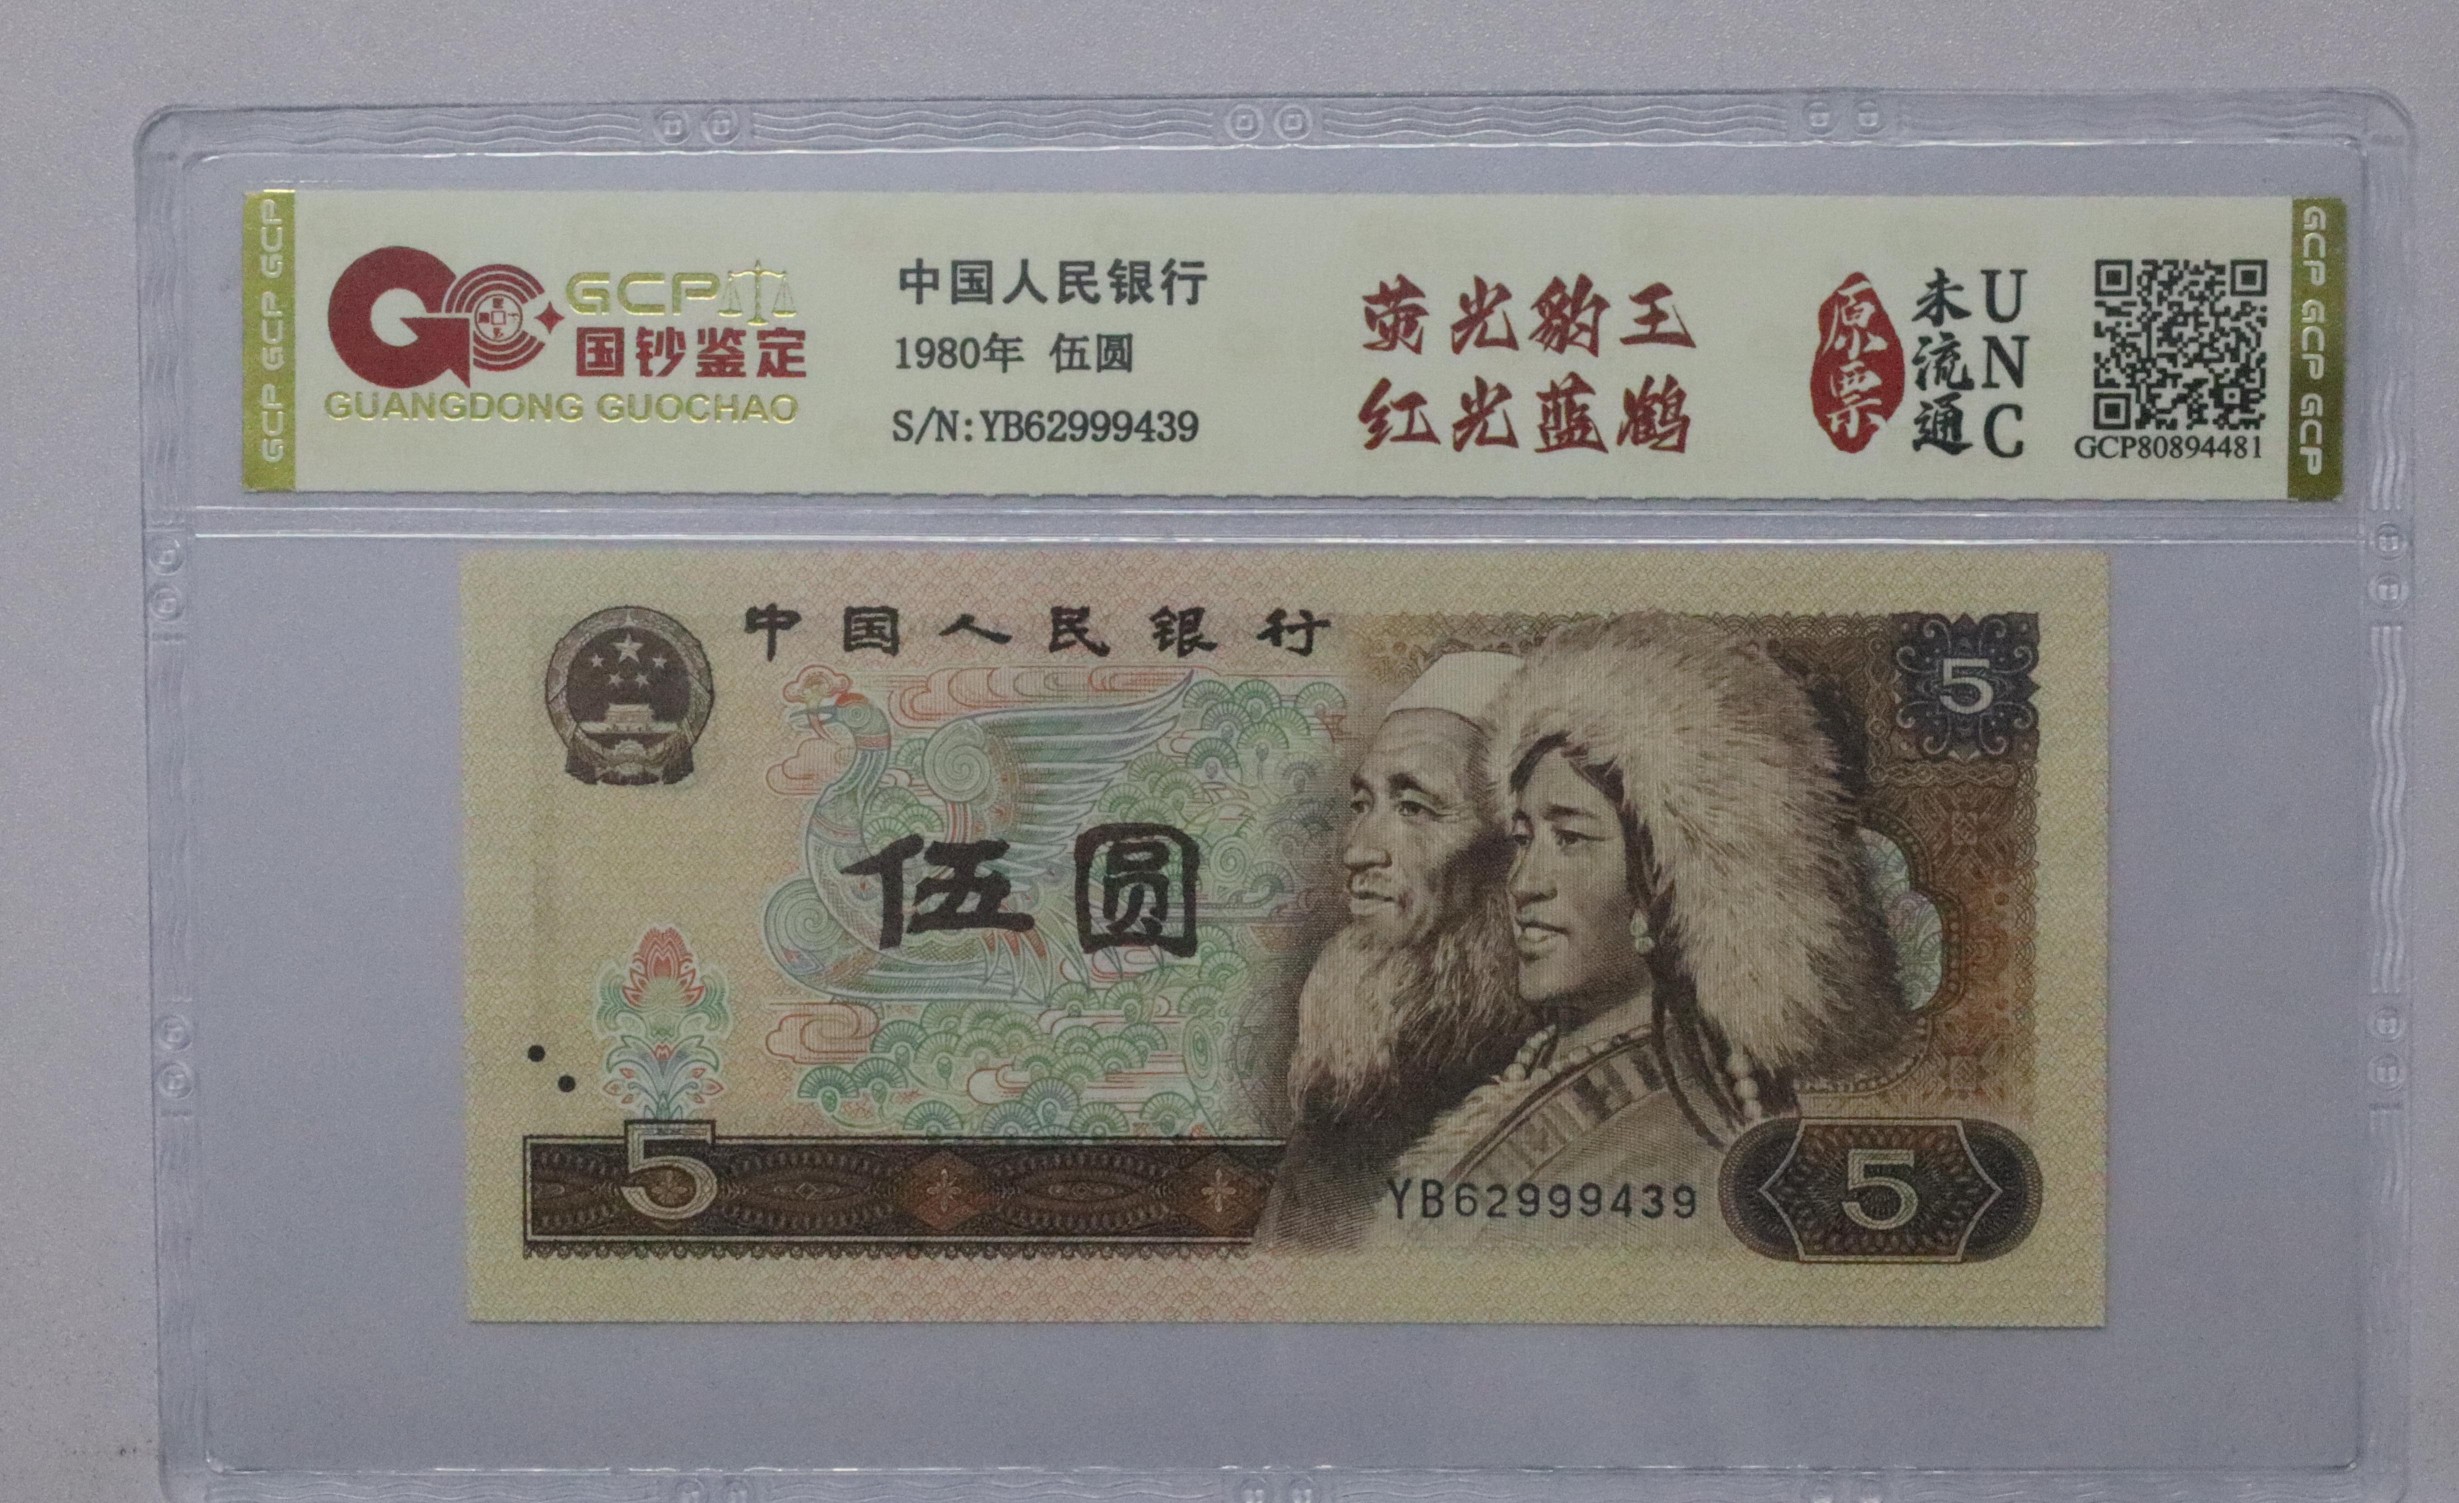 GCP GCP GCP
GCP
国钞鉴定
GUANGDONG GUOCHAO
中国人民银行
1980年 伍圆
S/N:YB62999439
荧光豹王
红光蓝鹤
原票
未流通
UNC
GCP80894481
GCP GCP GCP
中国人民银行
5
伍圆
5
YB62999439
5